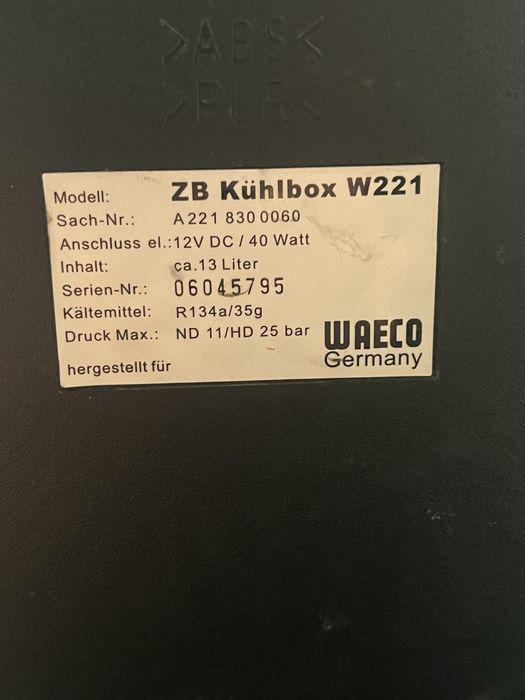 >ABS<
>PUR<
Modell: ZB Kühlbox W221
Sach-Nr.: A 221 830 0060
Anschluss el.: 12V DC / 40 Watt
Inhalt: ca.13 Liter
Serien-Nr.: 06045795
Kältemittel: R134a/35g
Druck Max.: ND 11/HD 25 bar
WAECO
Germany
hergestellt für